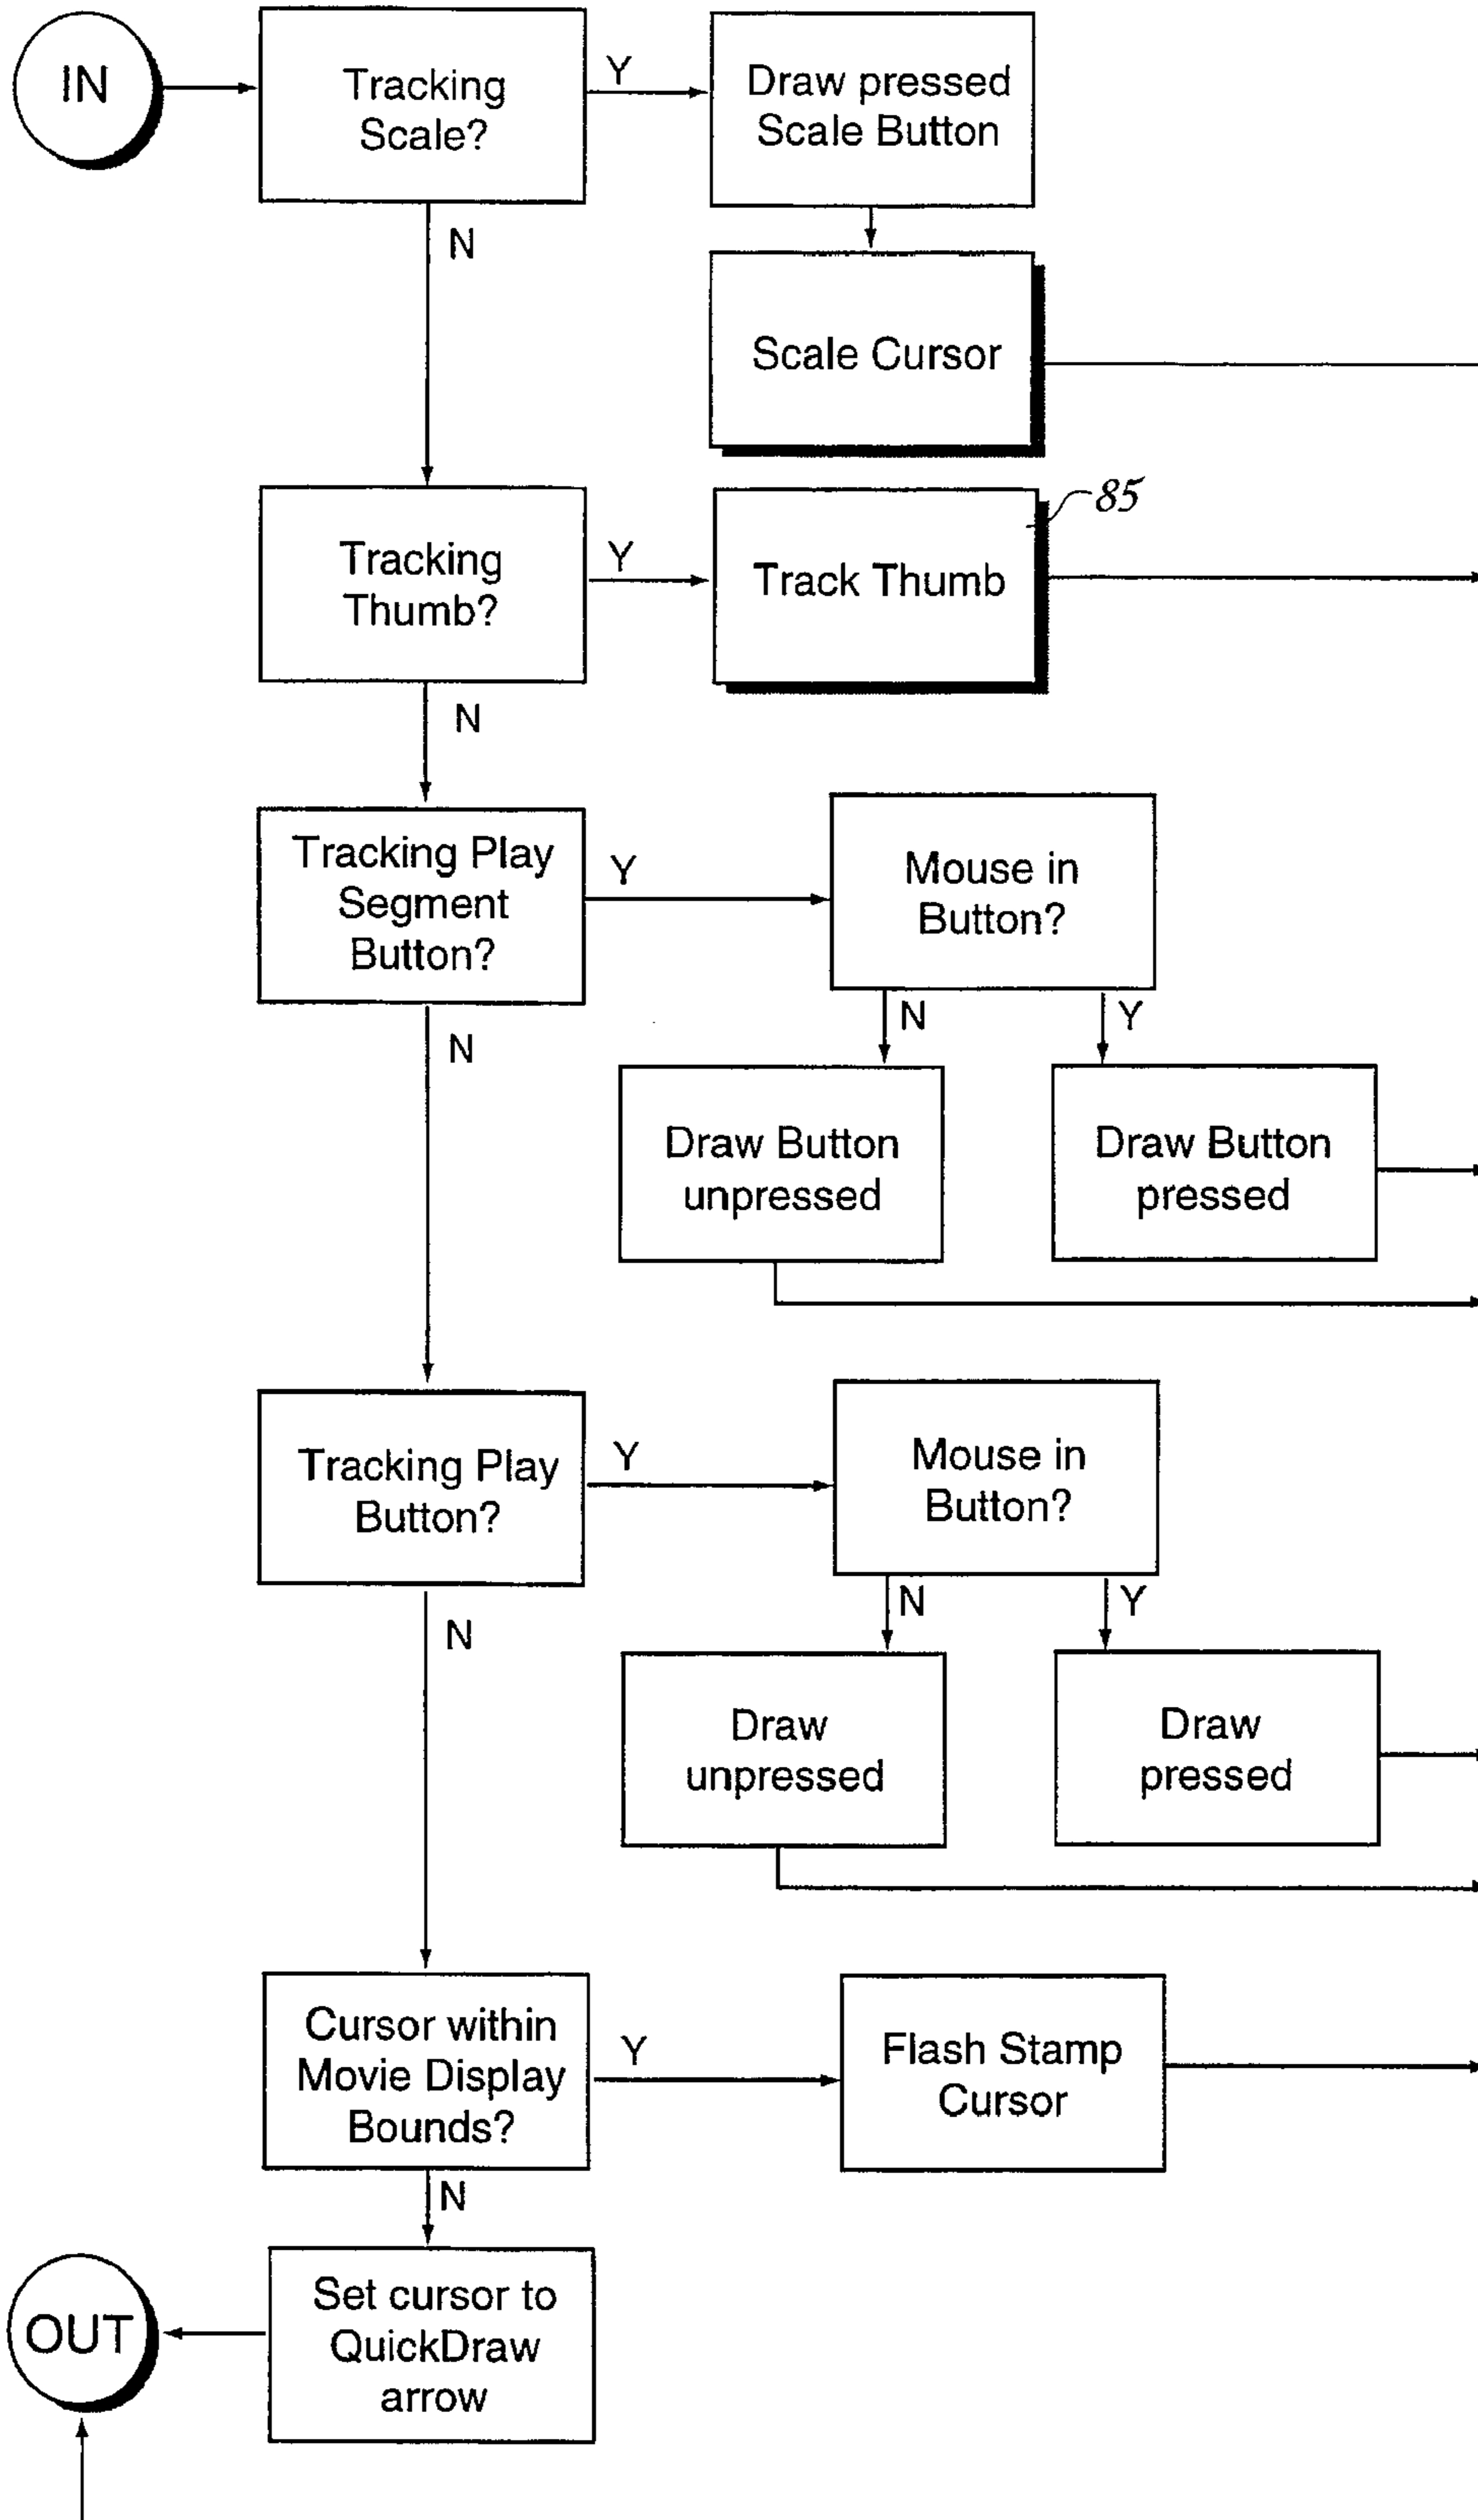 IN
Tracking
Scale?
Y
Draw pressed
Scale Button
N
Scale Cursor
Tracking
Thumb?
Y
Track Thumb
85
N
Tracking Play
Segment
Button?
Y
Mouse in
Button?
N
Y
N
Draw Button
unpressed
Draw Button
pressed
Tracking Play
Button?
Y
Mouse in
Button?
N
Y
N
Draw
unpressed
Draw
pressed
Cursor within
Movie Display
Bounds?
Y
Flash Stamp
Cursor
N
OUT
Set cursor to
QuickDraw
arrow